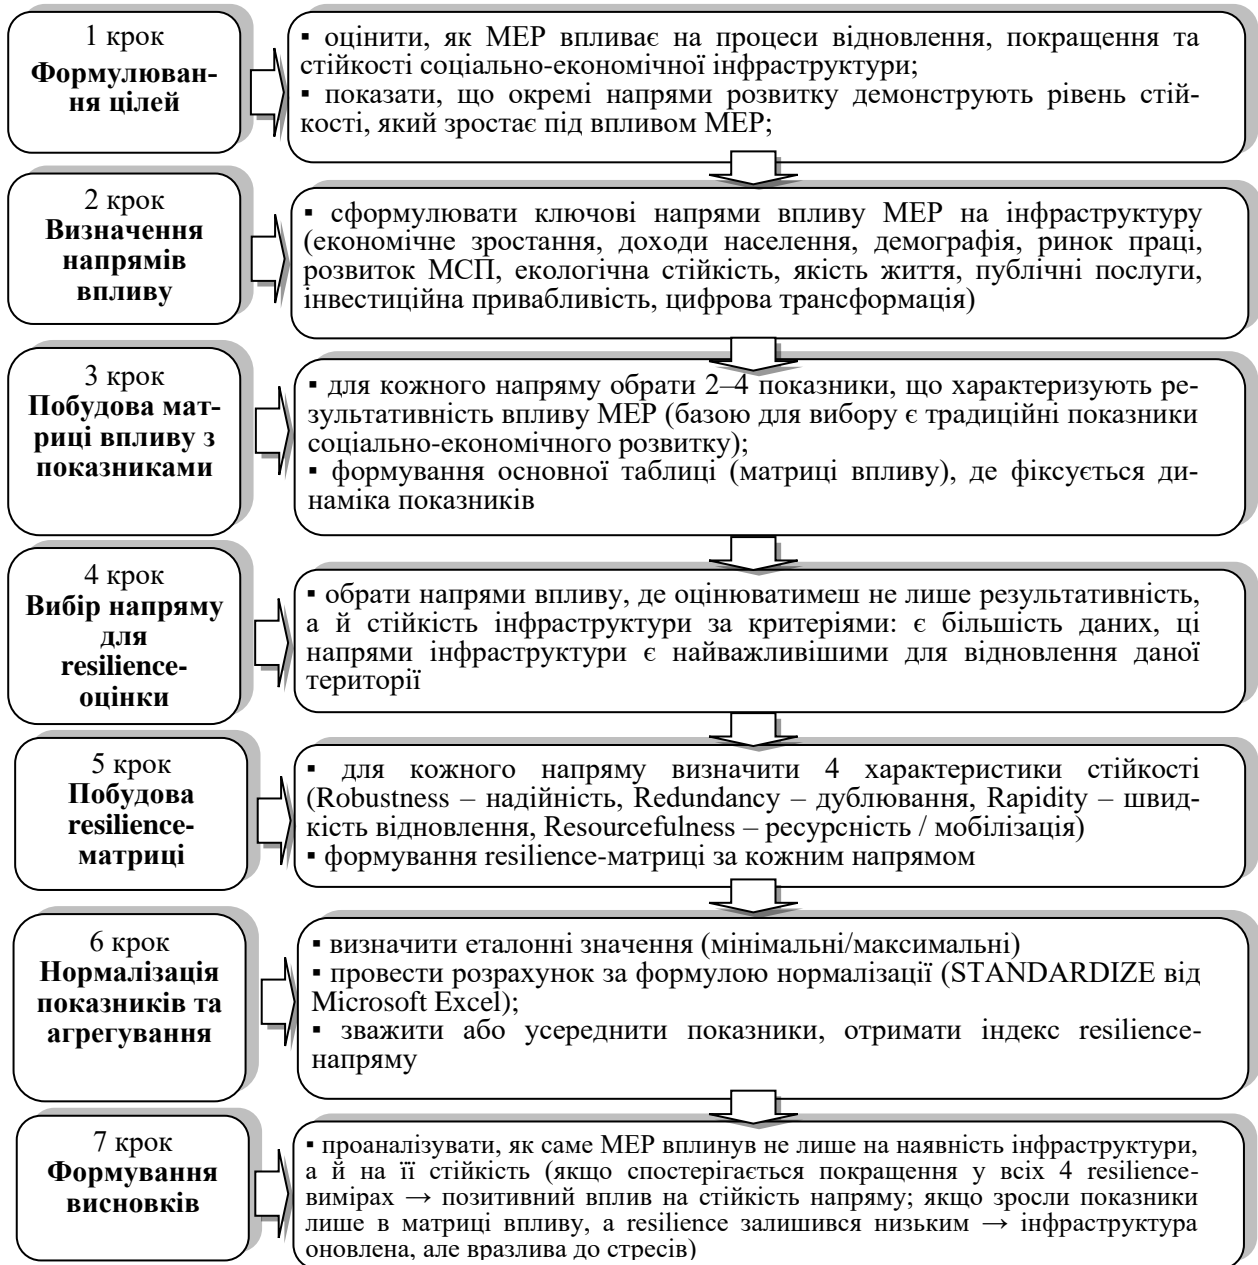 1 крок
Формулюван-
ня цілей
▪ оцінити, як МЕР впливає на процеси відновлення, покращення та
стійкості соціально-економічної інфраструктури;
▪ показати, що окремі напрями розвитку демонструють рівень стій-
кості, який зростає під впливом МЕР;
2 крок
Визначення
напрямів
впливу
▪ сформулювати ключові напрями впливу МЕР на інфраструктуру
(економічне зростання, доходи населення, демографія, ринок праці,
розвиток МСП, екологічна стійкість, якість життя, публічні послуги,
інвестиційна привабливість, цифрова трансформація)
3 крок
Побудова мат-
риці впливу з
показниками
▪ для кожного напряму обрати 2–4 показники, що характеризують ре-
зультативність впливу МЕР (базою для вибору є традиційні показники
соціально-економічного розвитку);
▪ формування основної таблиці (матриці впливу), де фіксується ди-
наміка показників
4 крок
Вибір напряму
для
resilience-
оцінки
▪ обрати напрями впливу, де оцінюватимеш не лише результативність,
а й стійкість інфраструктури за критеріями: є більшість даних, ці
напрями інфраструктури є найважливішими для відновлення даної
території
5 крок
Побудова
resilience-
матриці
▪ для кожного напряму визначити 4 характеристики стійкості
(Robustness – надійність, Redundancy – дублювання, Rapidity – швид-
кість відновлення, Resourcefulness – ресурсність / мобілізація)
▪ формування resilience-матриці за кожним напрямом
6 крок
Нормалізація
показників та
агрегування
▪ визначити еталонні значення (мінімальні/максимальні)
▪ провести розрахунок за формулою нормалізації (STANDARDIZE від
Microsoft Excel);
▪ зважити або усереднити показники, отримати індекс resilience-
напряму
7 крок
Формування
висновків
▪ проаналізувати, як саме МЕР вплинув не лише на наявність інфраструктури,
а й на її стійкість (якщо спостерігається покращення у всіх 4 resilience-
вимірах → позитивний вплив на стійкість напряму; якщо зросли показники
лише в матриці впливу, а resilience залишився низьким → інфраструктура
оновлена, але вразлива до стресів)